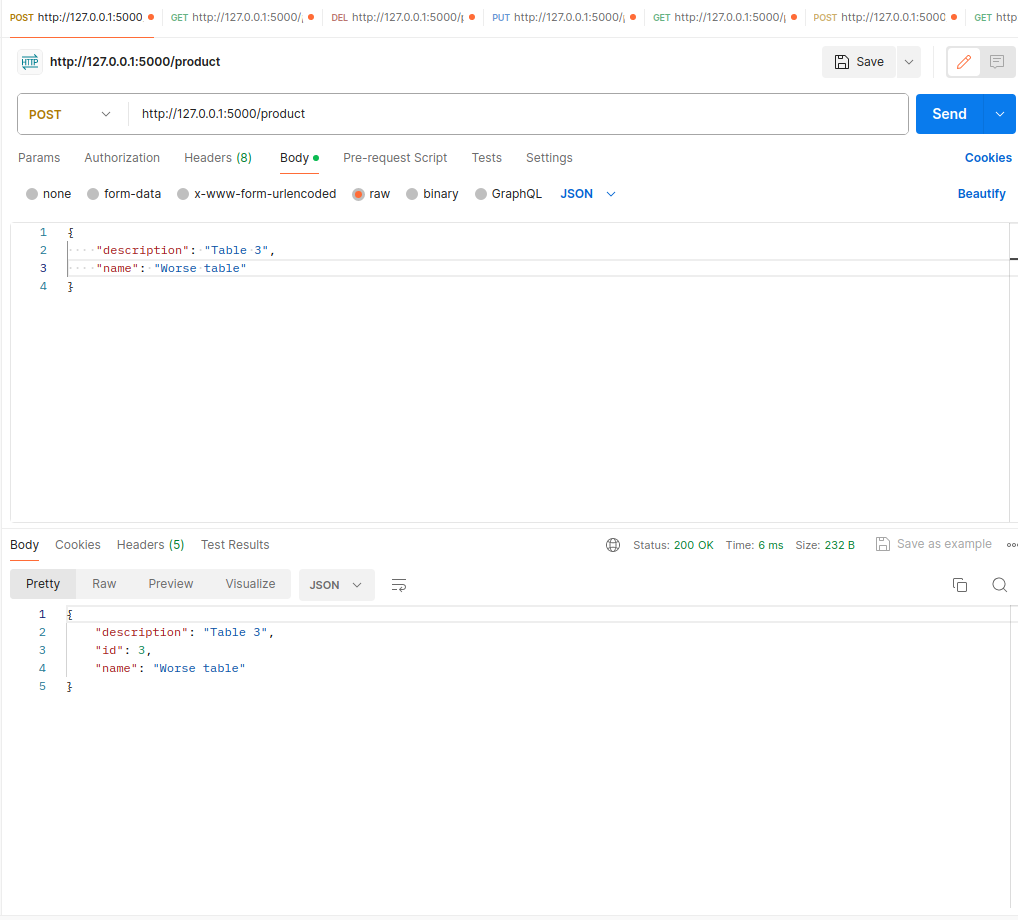 POST http://127.0.0.1:5000 GET http://127.0.0.1:5000/ DEL http://127.0.0.1:5000/ PUT http://127.0.0.1:5000/ GET http://127.0.0.1:5000/ POST http://127.0.0.1:5000 GET http
HTTP http://127.0.0.1:5000/product Save
POST http://127.0.0.1:5000/product Send
Params Authorization Headers (8) Body Pre-request Script Tests Settings Cookies
none form-data x-www-form-urlencoded raw binary GraphQL JSON Beautify
1 {
2 "description": "Table 3",
3 "name": "Worse table"
4 }
Body Cookies Headers (5) Test Results Status: 200 OK Time: 6 ms Size: 232 B Save as example
Pretty Raw Preview Visualize JSON
1 {
2 "description": "Table 3",
3 "id": 3,
4 "name": "Worse table"
5 }